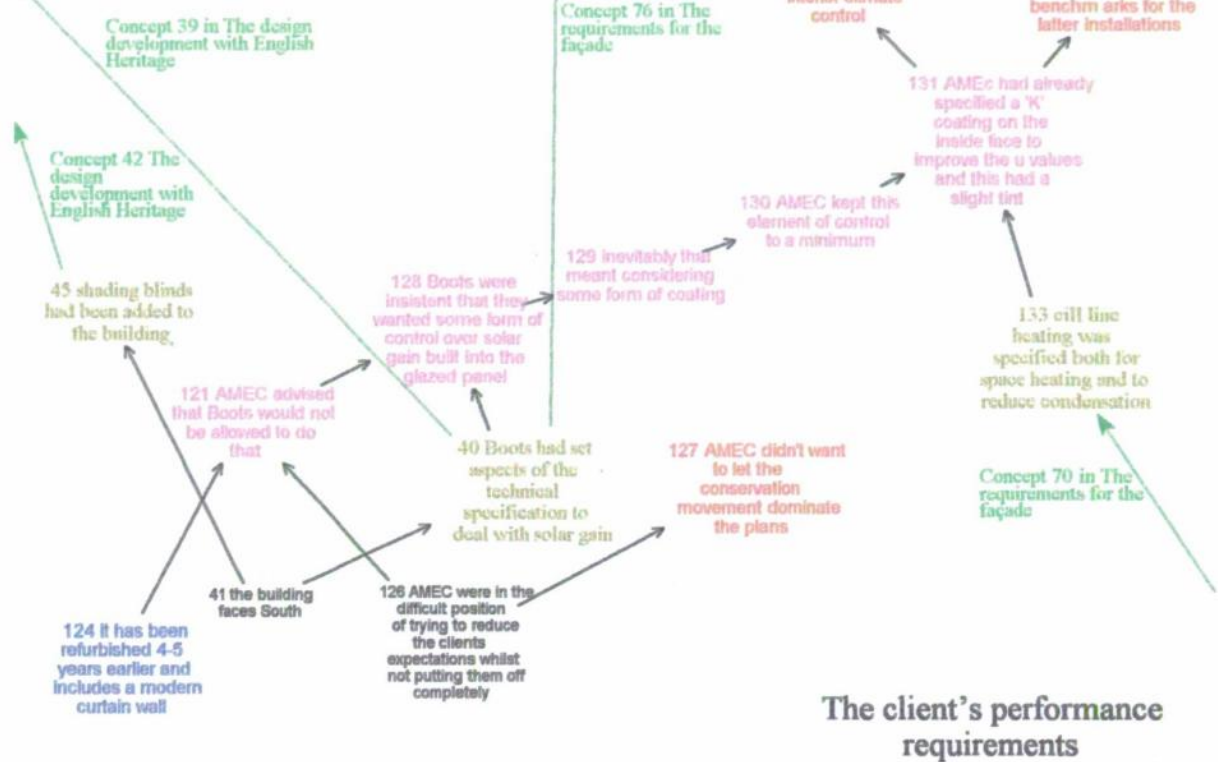 Concept 39 in The design
development with English
Heritage
Concept 76 in The
requirements for the
façade
control
benchm arks for the
latter installations
131 AMEc had already
specified a 'K'
coating on the
inside face to
improve the u values
and this had a
slight tint
Concept 42 The
design
development with
English Heritage
130 AMEC kept this
element of control
to a minimum
129 inevitably that
meant considering
some form of coating
128 Boots were
insistent that they
wanted some form of
control over solar
gain built into the
glazed panel
45 shading blinds
had been added to
the building,
133 cill line
heating was
specified both for
space heating and to
reduce condensation
121 AMEC advised
that Boots would not
be allowed to do
that
40 Boots had set
aspects of the
technical
specification to
deal with solar gain
127 AMEC didn't want
to let the
conservation
movement dominate
the plans
Concept 70 in The
requirements for the
façade
41 the building
faces South
126 AMEC were in the
difficult position
of trying to reduce
the clients
expectations whilst
not putting them off
completely
124 it has been
refurbished 4-5
years earlier and
includes a modern
curtain wall
The client's performance
requirements